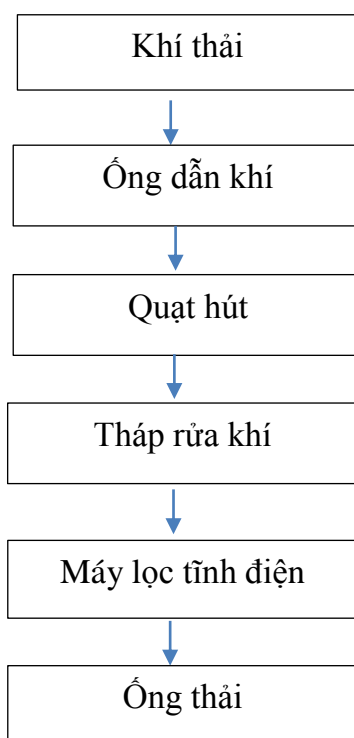 Khí thải
Ống dẫn khí
Quạt hút
Tháp rửa khí
Máy lọc tĩnh điện
Ống thải